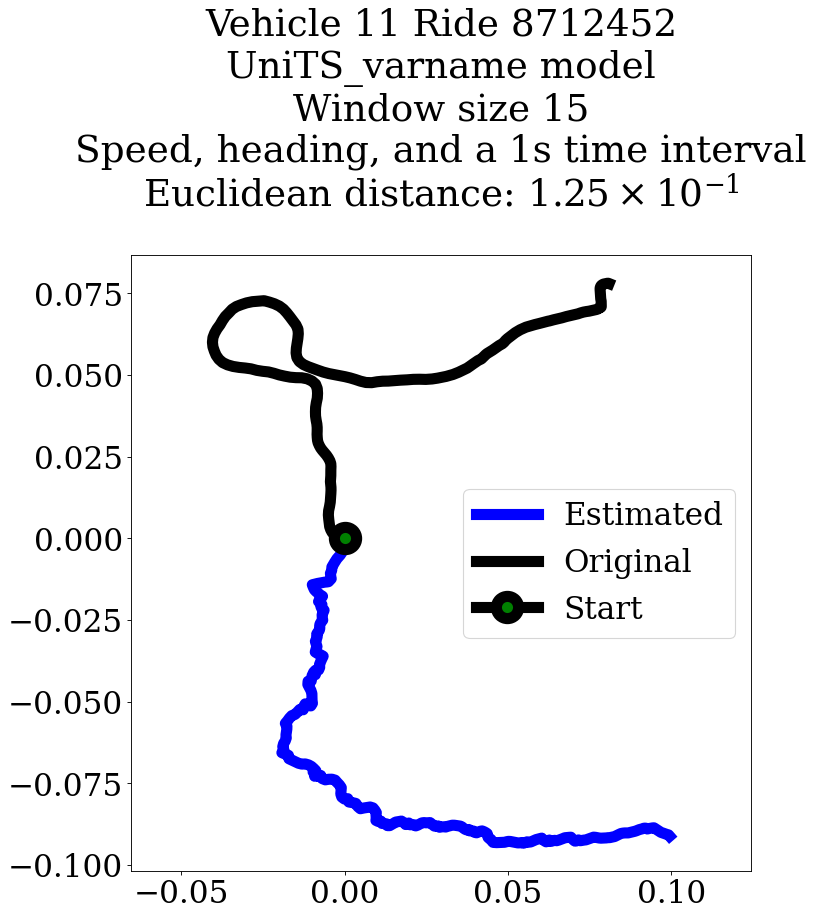 Vehicle 11 Ride 8712452
UniTS_varname model
Window size 15
Speed, heading, and a 1s time interval
Euclidean distance: 1.25 × 10⁻¹
0.075
0.050
0.025
0.000
−0.025
−0.050
−0.075
−0.100
Estimated
Original
Start
−0.05 0.00 0.05 0.10